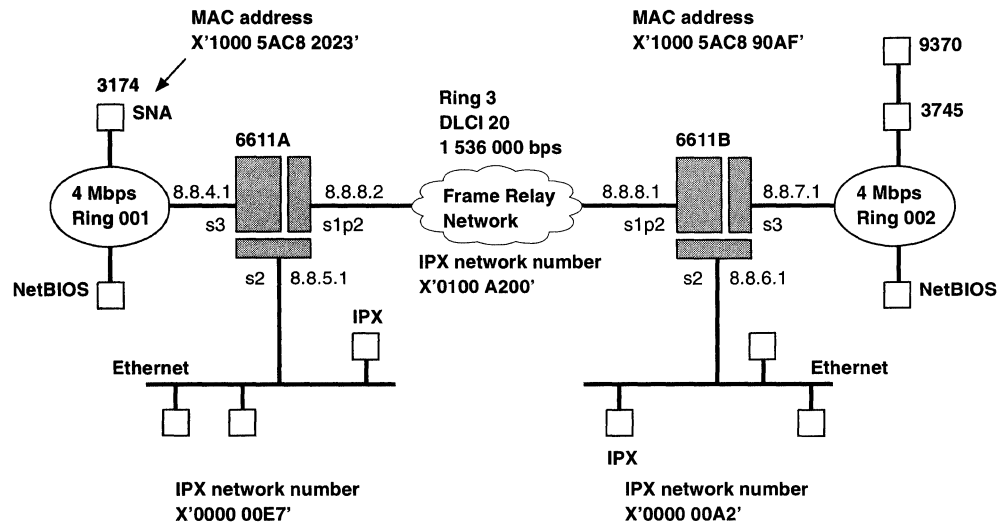 MAC address
X'1000 5AC8 2023'
MAC address
X'1000 5AC8 90AF'
9370
3174
SNA
3745
Ring 3
DLCI 20
1 536 000 bps
6611A
6611B
4 Mbps
Ring 001
8.8.4.1
s3
8.8.8.2
s1p2
Frame Relay
Network
8.8.8.1
s1p2
8.8.7.1
s3
4 Mbps
Ring 002
IPX network number
X'0100 A200'
s2
8.8.5.1
s2
8.8.6.1
NetBIOS
NetBIOS
IPX
Ethernet
Ethernet
IPX
IPX network number
X'0000 00E7'
IPX network number
X'0000 00A2'